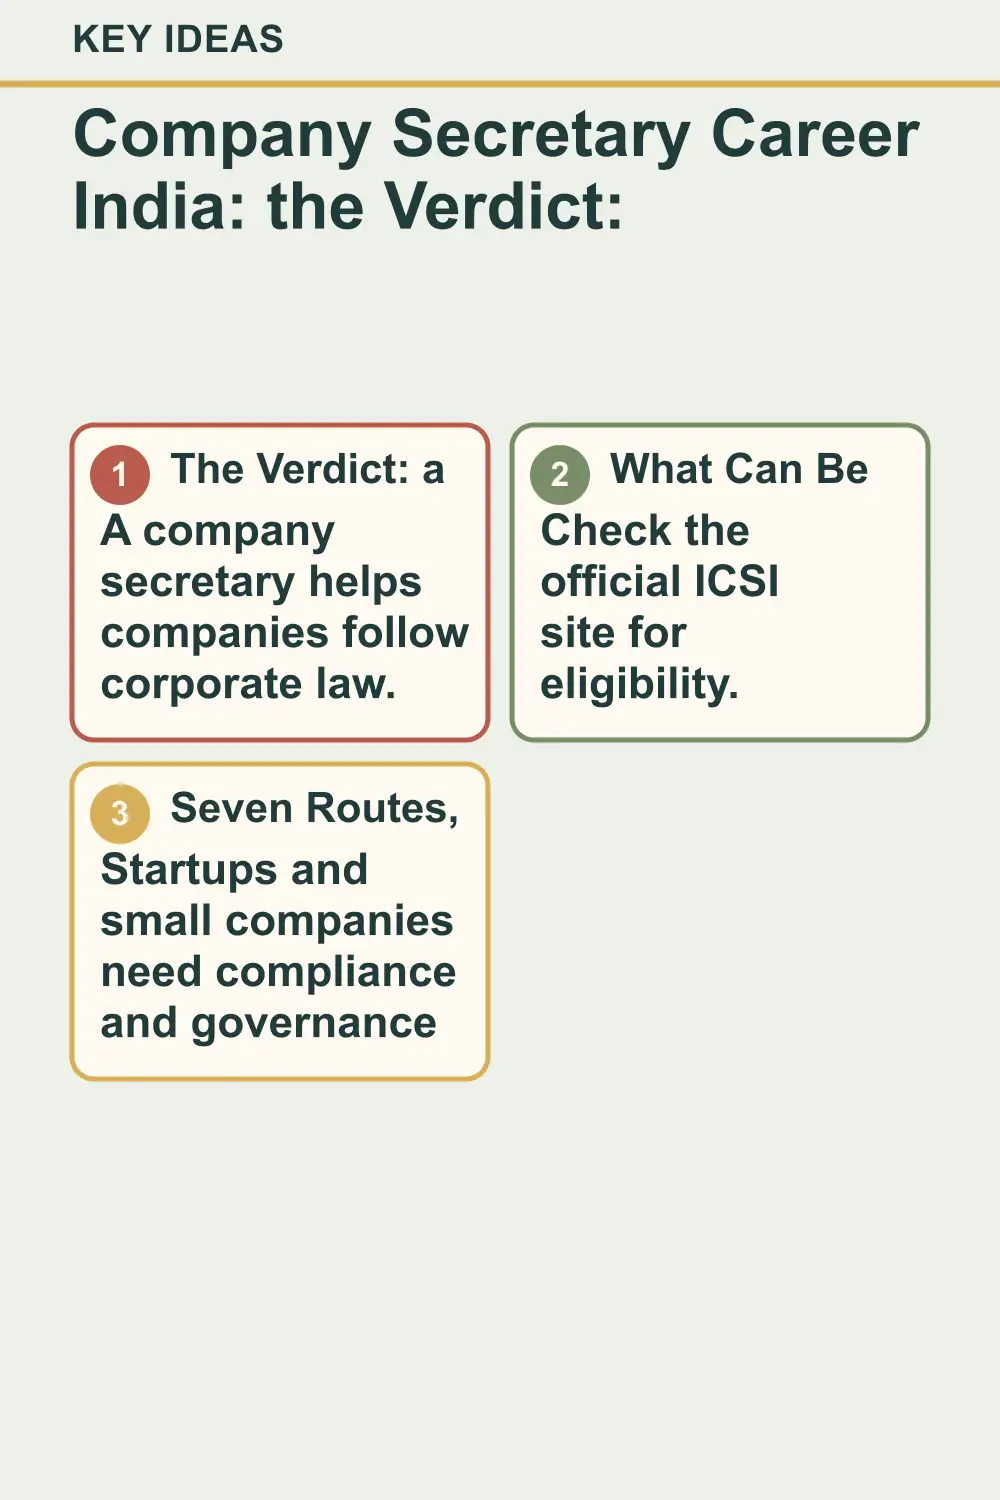 KEY IDEAS
Company Secretary Career
India: the Verdict:
1 The Verdict: a
A company
secretary helps
companies follow
corporate law.
2 What Can Be
Check the
official ICSI
site for
eligibility.
3 Seven Routes,
Startups and
small companies
need compliance
and governance